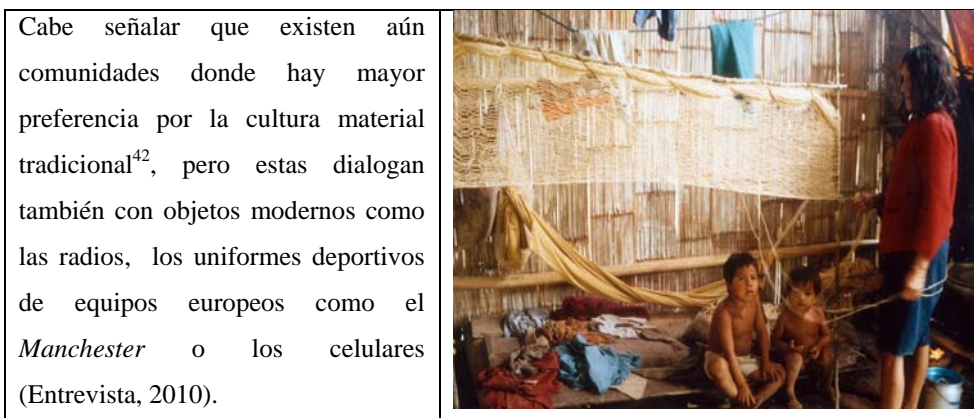 Cabe señalar que existen aún
comunidades donde hay mayor
preferencia por la cultura material
tradicional42, pero estas dialogan
también con objetos modernos como
las radios, los uniformes deportivos
de equipos europeos como el
Manchester o los celulares
(Entrevista, 2010).